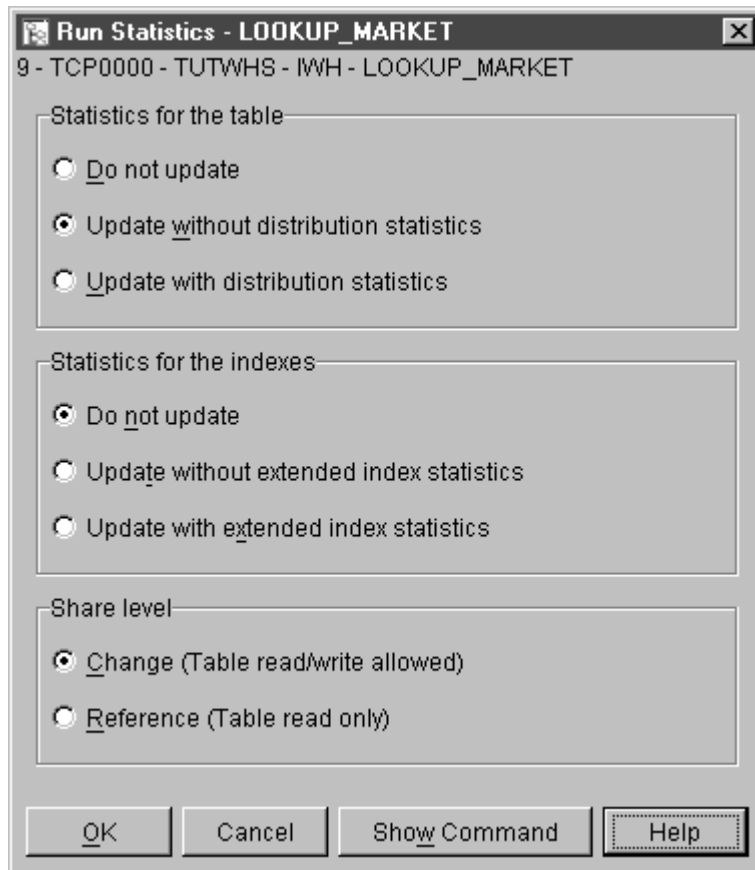 Run Statistics - LOOKUP_MARKET
9 - TCP0000 - TUTWHS - IWH - LOOKUP_MARKET
Statistics for the table
Do not update
Update without distribution statistics
Update with distribution statistics
Statistics for the indexes
Do not update
Update without extended index statistics
Update with extended index statistics
Share level
Change (Table read/write allowed)
Reference (Table read only)
OK Cancel Show Command Help